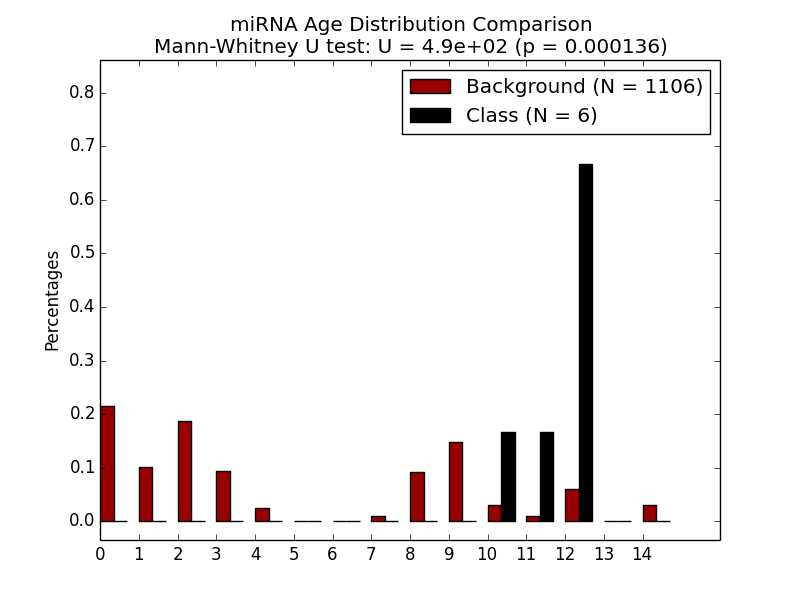 miRNA Age Distribution Comparison
Mann-Whitney U test: U = 4.9e+02 (p = 0.000136)
Background (N = 1106)
Class (N = 6)
Percentages
0.8
0.7
0.6
0.5
0.4
0.3
0.2
0.1
0.0
0 1 2 3 4 5 6 7 8 9 10 11 12 13 14